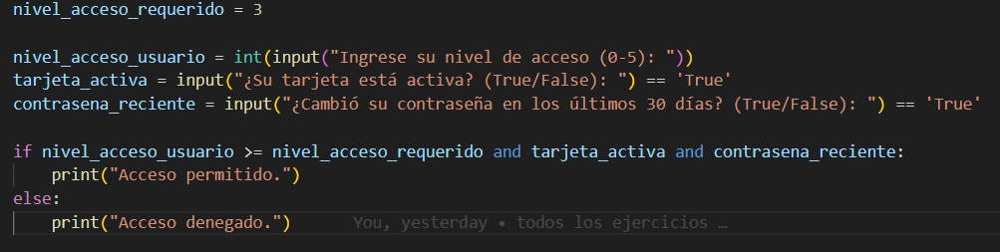 nivel_acceso_requerido = 3
nivel_acceso_usuario = int(input("Ingrese su nivel de acceso (0-5): "))
tarjeta_activa = input("¿Su tarjeta está activa? (True/False): ") == 'True'
contrasena_reciente = input("¿Cambió su contraseña en los últimos 30 días? (True/False): ") == 'True'
if nivel_acceso_usuario >= nivel_acceso_requerido and tarjeta_activa and contrasena_reciente:
    print("Acceso permitido.")
else:
    print("Acceso denegado.")      You, yesterday • todos los ejercicios …